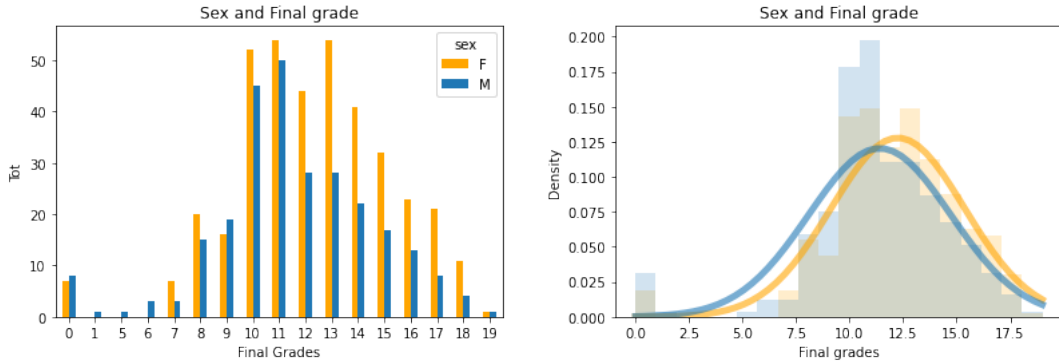 Sex and Final grade
Tot
50
40
30
20
10
0
sex
F
M
0 1 5 6 7 8 9 10 11 12 13 14 15 16 17 18 19
Final Grades
Sex and Final grade
Density
0.200
0.175
0.150
0.125
0.100
0.075
0.050
0.025
0.000
0.0 2.5 5.0 7.5 10.0 12.5 15.0 17.5
Final grades